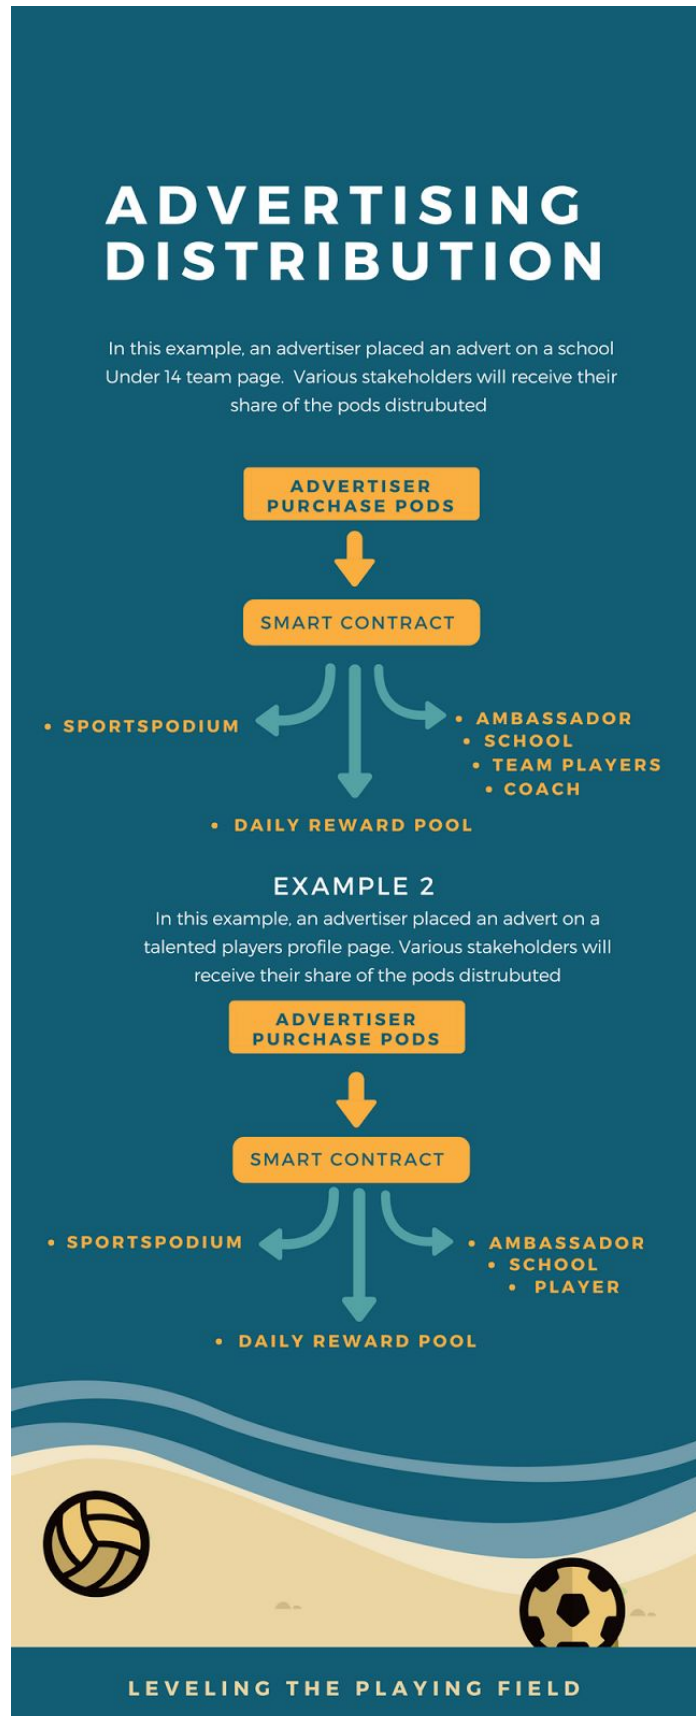 ADVERTISING
DISTRIBUTION
In this example, an advertiser placed an advert on a school
Under 14 team page. Various stakeholders will receive their
share of the pods distrubuted
ADVERTISER
PURCHASE PODS
SMART CONTRACT
• SPORTSPODIUM
• AMBASSADOR
• SCHOOL
• TEAM PLAYERS
• COACH
• DAILY REWARD POOL
EXAMPLE 2
In this example, an advertiser placed an advert on a
talented players profile page. Various stakeholders will
receive their share of the pods distrubuted
ADVERTISER
PURCHASE PODS
SMART CONTRACT
• SPORTSPODIUM
• AMBASSADOR
• SCHOOL
• PLAYER
• DAILY REWARD POOL
LEVELING THE PLAYING FIELD